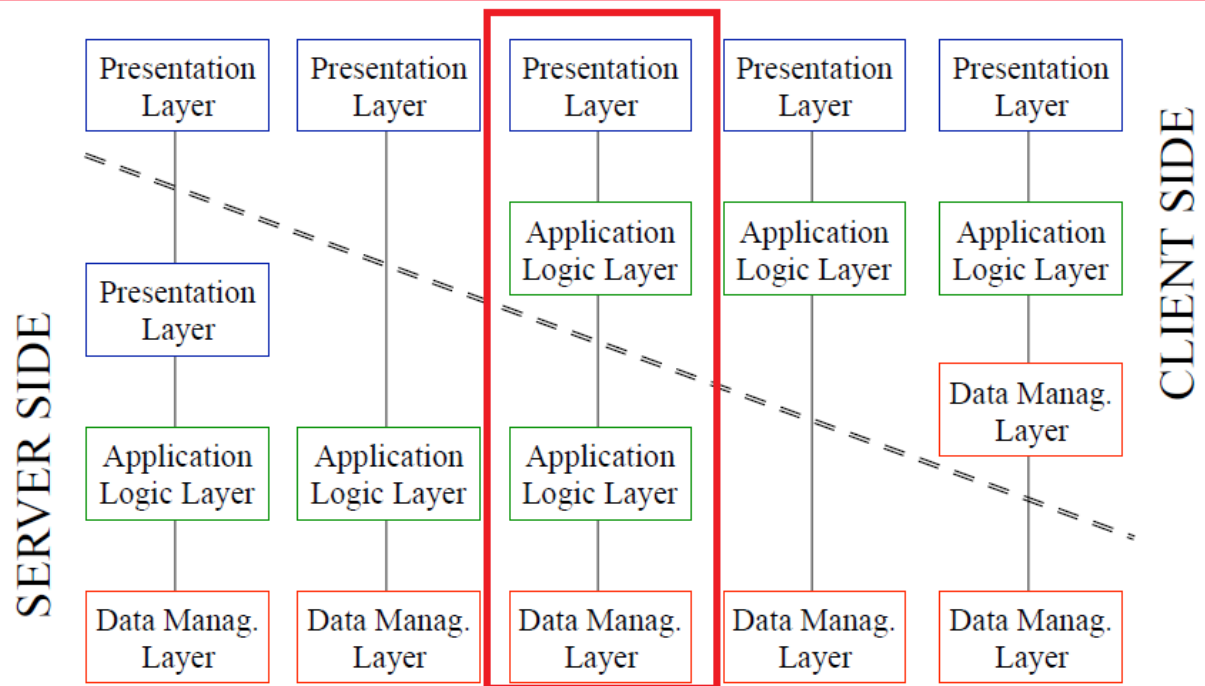 Presentation
Layer
Presentation
Layer
Presentation
Layer
Presentation
Layer
Presentation
Layer
Application
Logic Layer
Application
Logic Layer
Application
Logic Layer
Presentation
Layer
Data Manag.
Layer
Application
Logic Layer
Application
Logic Layer
Application
Logic Layer
Data Manag.
Layer
Data Manag.
Layer
Data Manag.
Layer
Data Manag.
Layer
Data Manag.
Layer
SERVER SIDE
CLIENT SIDE